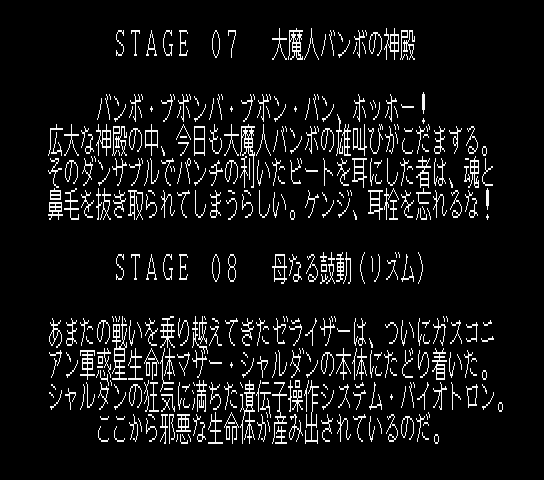 STAGE 07 大魔人バンボの神殿
バンボ・ブボンバ・ブボン・バン、ホッホー!
広大な神殿の中、今日も大魔人バンボの雄叫びがこだまする。
そのダンサブルでパンチの利いたビートを耳にした者は、魂と
鼻毛を抜き取られてしまうらしい。ケンジ、耳栓を忘れるな!
STAGE 08 母なる鼓動(リズム)
あまたの戦いを乗り越えてきたゼライザーは、ついにガスコニ
アン軍惑星生命体マザー・シャルダンの本体にたどり着いた。
シャルダンの狂気に満ちた遺伝子操作システム・バイオトロン。
ここから邪悪な生命体が産み出されているのだ。